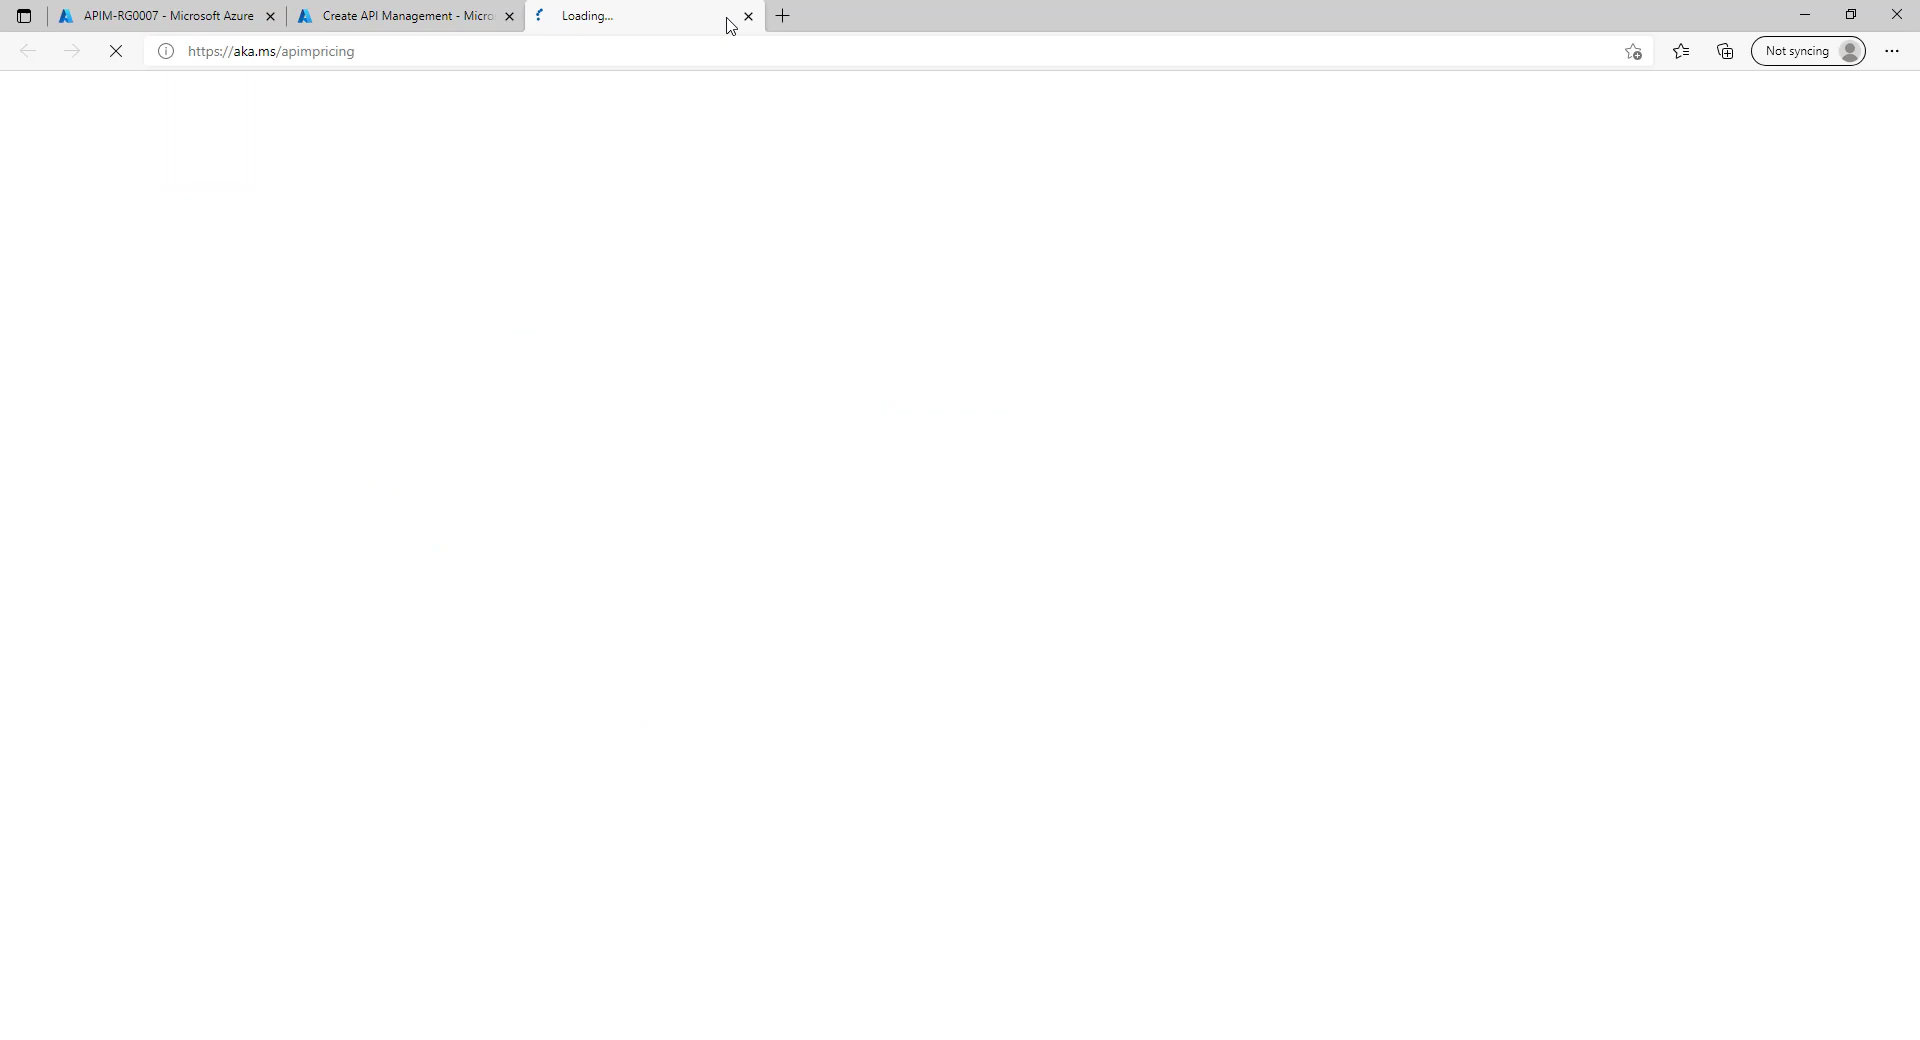 APIM-RG0007 - Microsoft Azure
Create API Management - Micro
Loading...
https://aka.ms/apimpricing
Not syncing